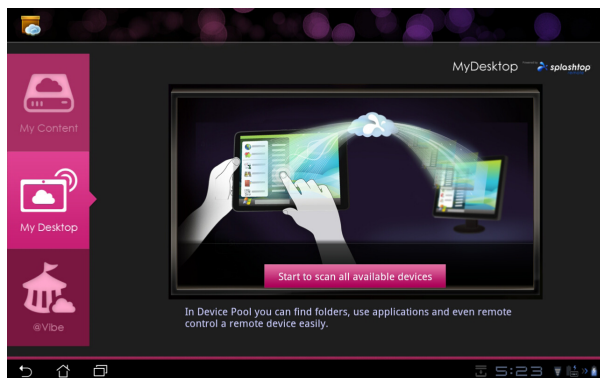 MyDesktop splashtop
My Content
My Desktop
@Vibe
Start to scan all available devices
In Device Pool you can find folders, use applications and even remote
control a remote device easily.
5:23